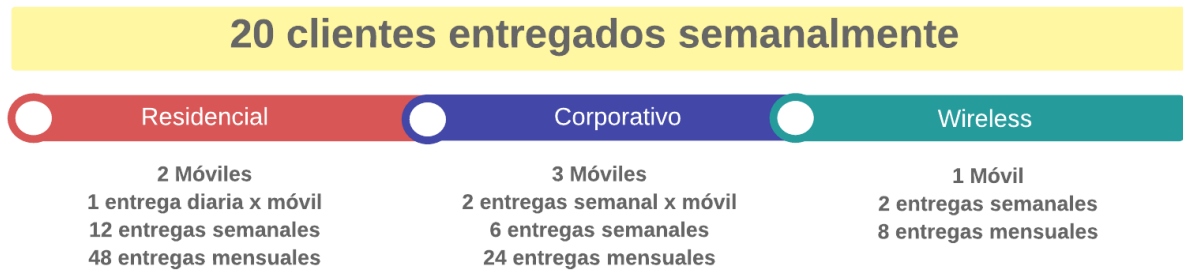 20 clientes entregados semanalmente
Residencial
2 Móviles
1 entrega diaria x móvil
12 entregas semanales
48 entregas mensuales
Corporativo
3 Móviles
2 entregas semanal x móvil
6 entregas semanales
24 entregas mensuales
Wireless
1 Móvil
2 entregas semanales
8 entregas mensuales